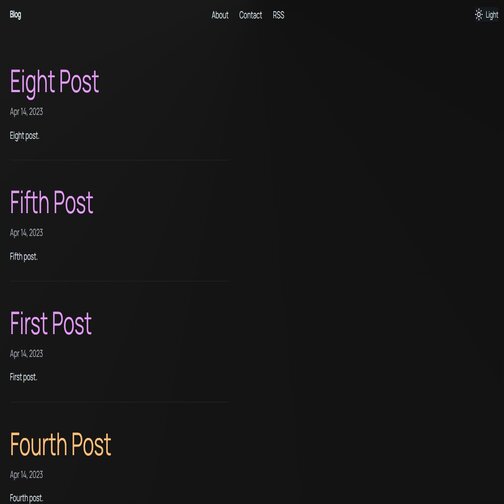 Blog
About Contact RSS
Light
Eight Post
Apr 14, 2023
Eight post.
Fifth Post
Apr 14, 2023
Fifth post.
First Post
Apr 14, 2023
First post.
Fourth Post
Apr 14, 2023
Fourth post.